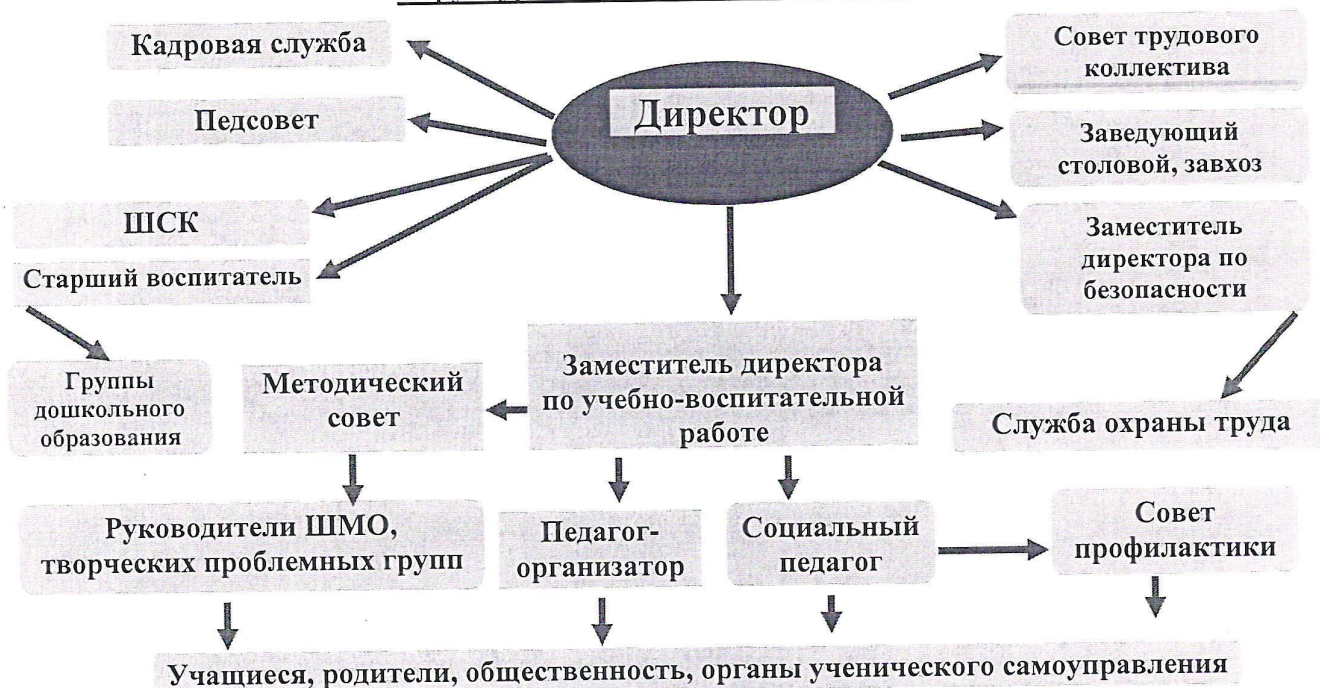 Кадровая служба
Педсовет
ШСК
Старший воспитатель
Группы
дошкольного
образования
Директор
Совет трудового
коллектива
Заведующий
столовой, завхоз
Заместитель
директора по
безопасности
Служба охраны труда
Заместитель директора
по учебно-воспитательной
работе
Методический
совет
Руководители ШМО,
творческих проблемных групп
Педагог-
организатор
Социальный
педагог
Совет
профилактики
Учащиеся, родители, общественность, органы ученического самоуправления